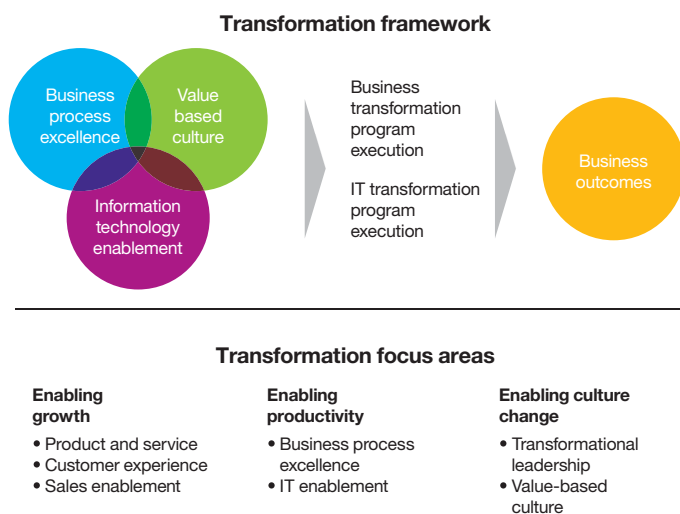 Transformation framework
Business
process
excellence
Value
based
culture
Information
technology
enablement
Business
transformation
program
execution
IT transformation
program
execution
Business
outcomes
Transformation focus areas
Enabling
growth
• Product and service
• Customer experience
• Sales enablement
Enabling
productivity
• Business process
excellence
• IT enablement
Enabling culture
change
• Transformational
leadership
• Value-based
culture